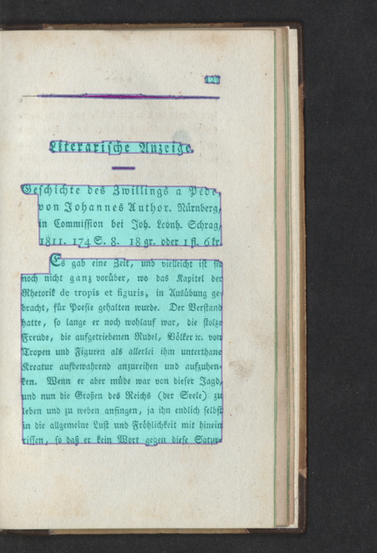 Literarische Anzeige.
Geschichte des Zwillings a Pede,
von Johannes Author. Nürnberg,
in Commission bei Joh. Leonh. Schrag,
1811. 174 S. 8. 18 gr. oder 1 fl. 6 kr.
Es gab eine Zeit, und vielleicht ist sie
noch nicht ganz vorüber, wo das Kapitel der
Rhetorik de tropis et figuris, in Ausübung ge-
bracht, für Poesie gehalten wurde. Der Verstand
hatte, so lange er noch wohlauf war, die stolze
Freude, die aufgetriebenen Rudel, Völker ꝛc. von
Tropen und Figuren als allerlei ihm unterthane
Kreatur aufbewahrend anzureihen und aufzuhen-
ken. Wenn er aber müde war von dieser Jagd,
und nun die Großen des Reichs (der Seele) zu
leben und zu weben anfingen, ja ihn endlich selbst
in die allgemeine Lust und Fröhlichkeit mit hinein
rissen, so daß er kein Wort gegen diese Satur-